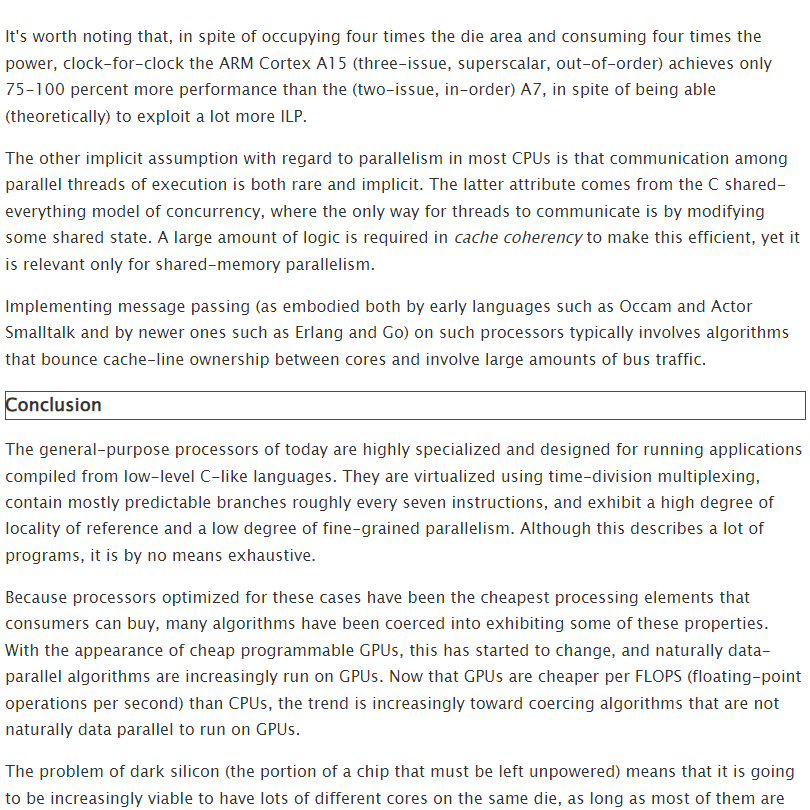 It's worth noting that, in spite of occupying four times the die area and consuming four times the
power, clock-for-clock the ARM Cortex A15 (three-issue, superscalar, out-of-order) achieves only
75-100 percent more performance than the (two-issue, in-order) A7, in spite of being able
(theoretically) to exploit a lot more ILP.
The other implicit assumption with regard to parallelism in most CPUs is that communication among
parallel threads of execution is both rare and implicit. The latter attribute comes from the C shared-
everything model of concurrency, where the only way for threads to communicate is by modifying
some shared state. A large amount of logic is required in cache coherency to make this efficient, yet it
is relevant only for shared-memory parallelism.
Implementing message passing (as embodied both by early languages such as Occam and Actor
Smalltalk and by newer ones such as Erlang and Go) on such processors typically involves algorithms
that bounce cache-line ownership between cores and involve large amounts of bus traffic.
Conclusion
The general-purpose processors of today are highly specialized and designed for running applications
compiled from low-level C-like languages. They are virtualized using time-division multiplexing,
contain mostly predictable branches roughly every seven instructions, and exhibit a high degree of
locality of reference and a low degree of fine-grained parallelism. Although this describes a lot of
programs, it is by no means exhaustive.
Because processors optimized for these cases have been the cheapest processing elements that
consumers can buy, many algorithms have been coerced into exhibiting some of these properties.
With the appearance of cheap programmable GPUs, this has started to change, and naturally data-
parallel algorithms are increasingly run on GPUs. Now that GPUs are cheaper per FLOPS (floating-point
operations per second) than CPUs, the trend is increasingly toward coercing algorithms that are not
naturally data parallel to run on GPUs.
The problem of dark silicon (the portion of a chip that must be left unpowered) means that it is going
to be increasingly viable to have lots of different cores on the same die, as long as most of them are